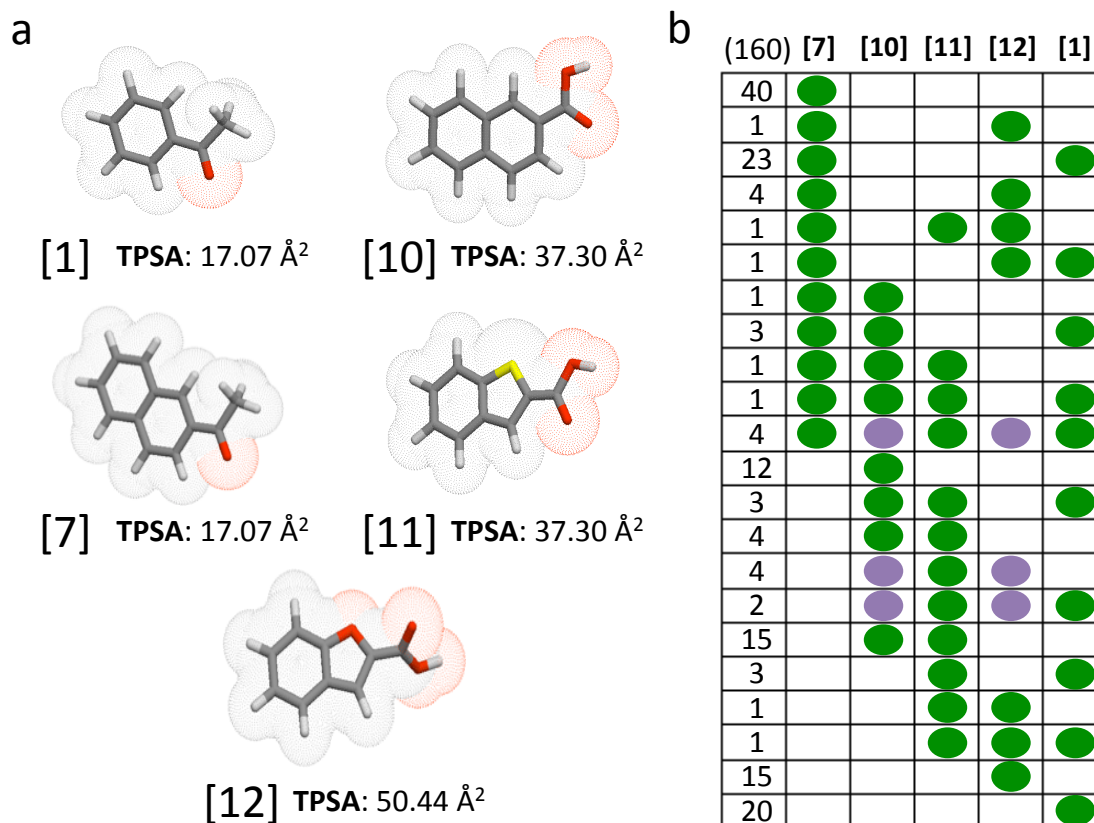 a
[1] TPSA: 17.07 Å²
[10] TPSA: 37.30 Å²
[7] TPSA: 17.07 Å²
[11] TPSA: 37.30 Å²
[12] TPSA: 50.44 Å²
b
(160) [7] [10] [11] [12] [1]
40
1
23
4
1
1
1
3
1
1
4
12
3
4
4
2
15
3
1
1
15
20